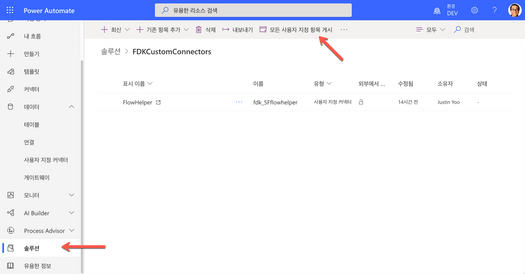 Power Automate
유용한 리소스 검색
환경
DEV
내 흐름
만들기
템플릿
커넥터
데이터
테이블
연결
사용자 지정 커넥터
게이트웨이
모니터
AI Builder
Process Advisor
솔루션
유용한 정보
최신
기존 항목 추가
삭제
내보내기
모든 사용자 지정 항목 게시
모두
검색
솔루션 > FDKCustomConnectors
표시 이름 이름 유형 외부에서 ... 수정됨 소유자 상태
FlowHelper ... fdk_5Fflowhelper 사용자 지정 커넥터 14시간 전 Justin Yoo -